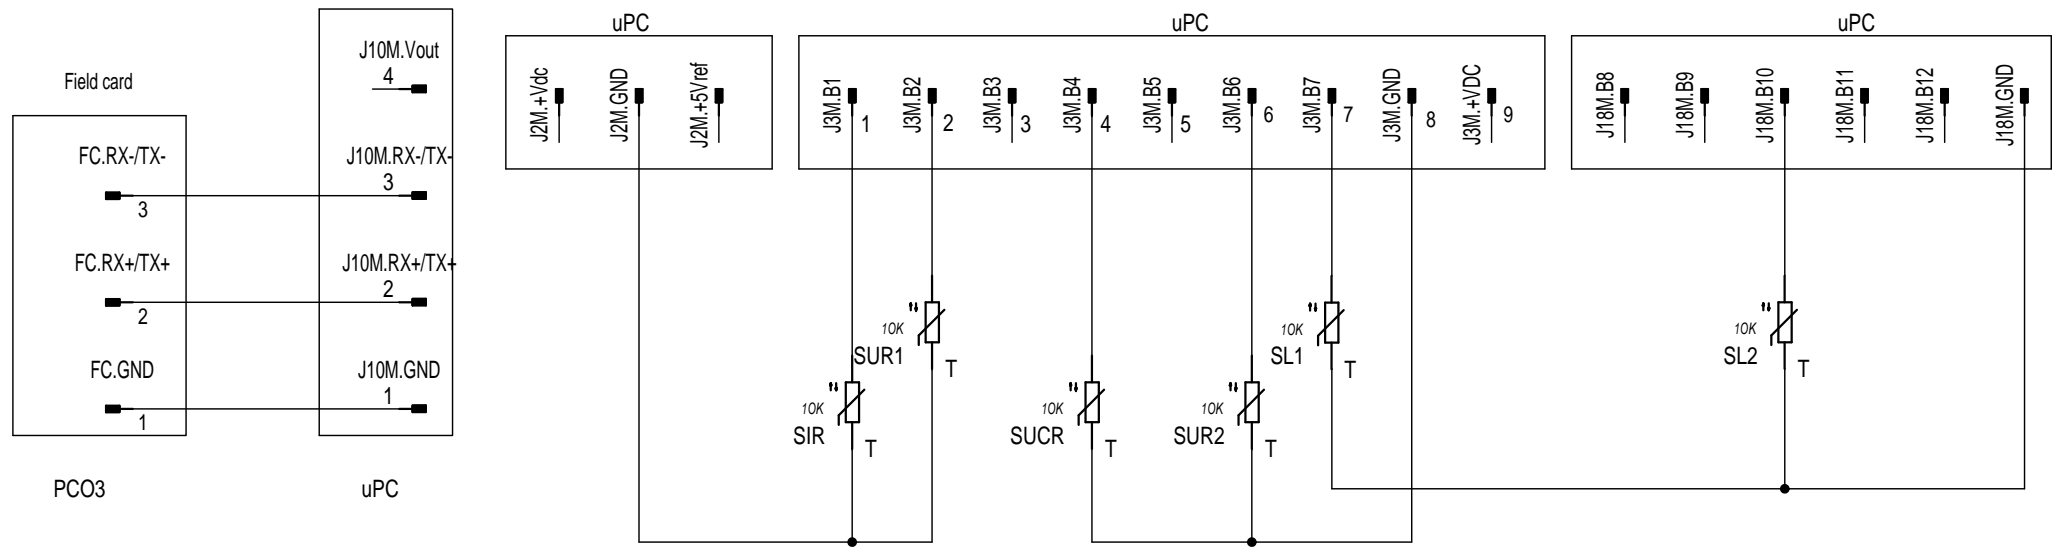 Field card
FC.RX-/TX-
3
FC.RX+/TX+
2
FC.GND
1
PCO3
J10M.Vout
4
J10M.RX-/TX-
3
J10M.RX+/TX+
2
J10M.GND
1
uPC
uPC
J2M.+Vdc
J2M.GND
J2M.+5Vref
uPC
J3M.B1
1
J3M.B2
2
J3M.B3
3
J3M.B4
4
J3M.B5
5
J3M.B6
6
J3M.B7
7
J3M.GND
8
J3M.+VDC
9
uPC
J18M.B8
J18M.B9
J18M.B10
J18M.B11
J18M.B12
J18M.GND
10K
SUR1
T
10K
SL1
T
10K
SL2
T
10K
SIR
T
10K
SUCR
T
10K
SUR2
T